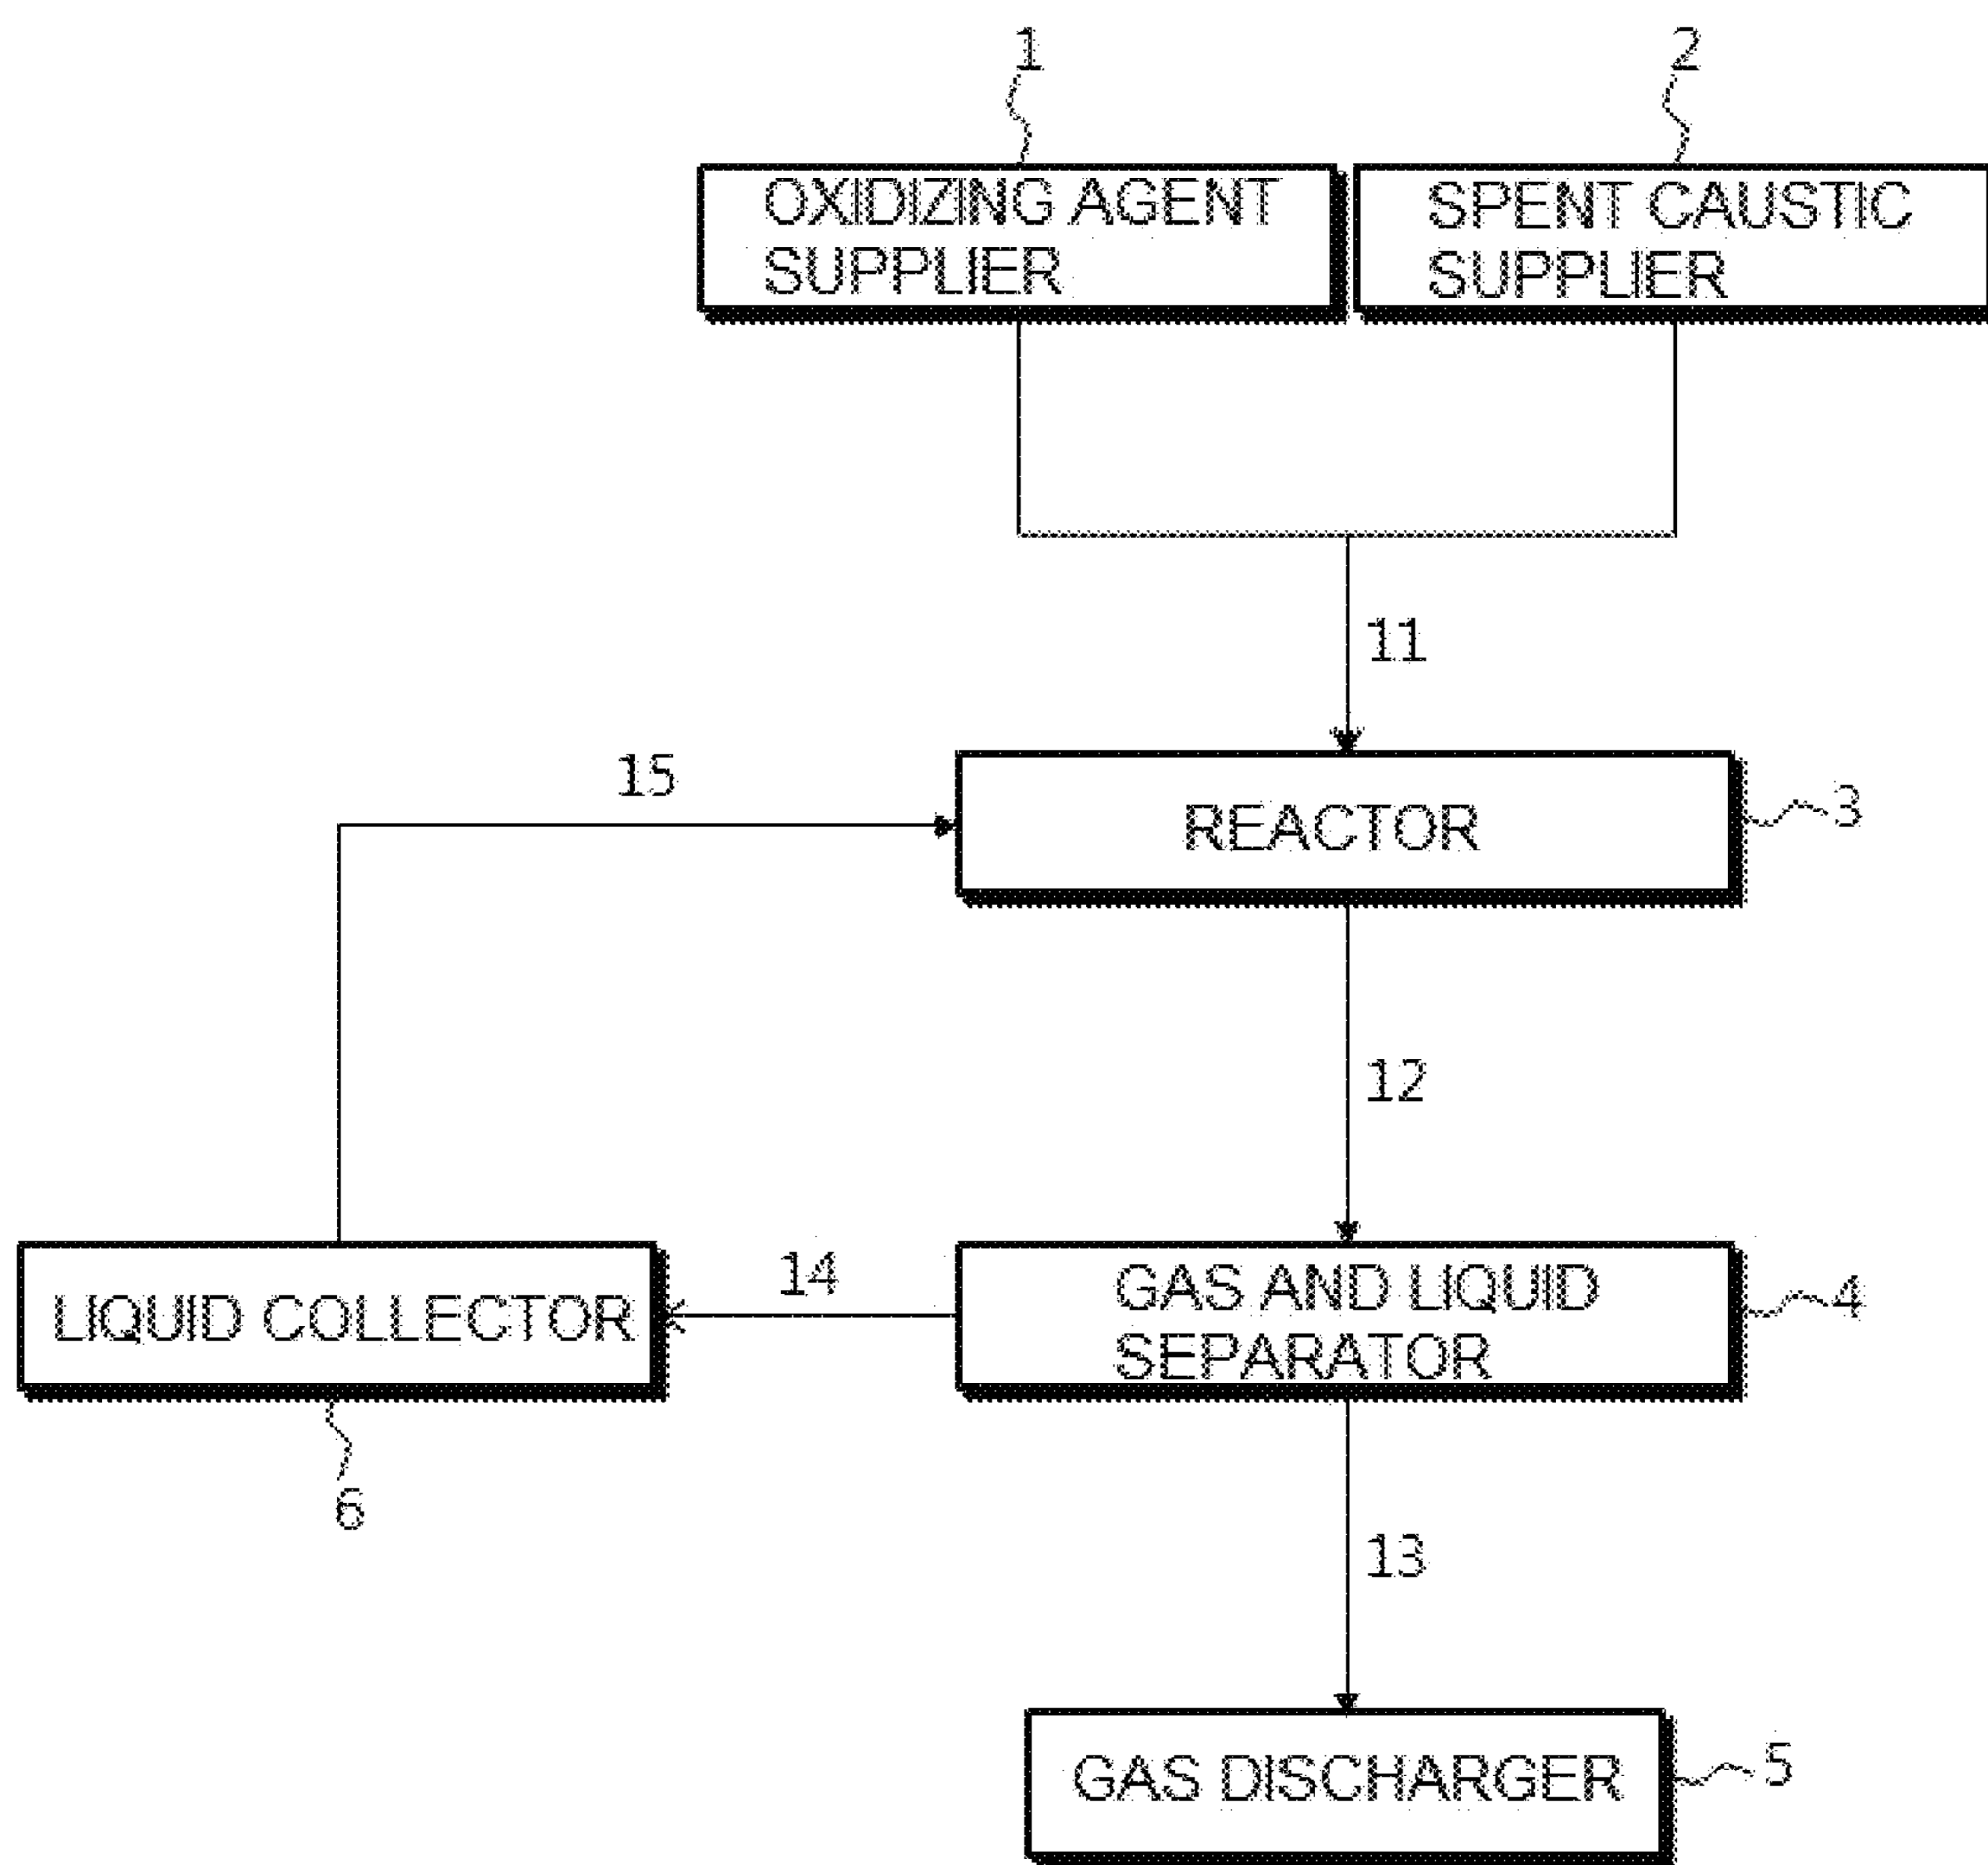 1
2
OXIDIZING AGENT
SUPPLIER
SPENT CAUSTIC
SUPPLIER
11
15
REACTOR
3
12
14
LIQUID COLLECTOR
GAS AND LIQUID
SEPARATOR
4
6
13
GAS DISCHARGER
5